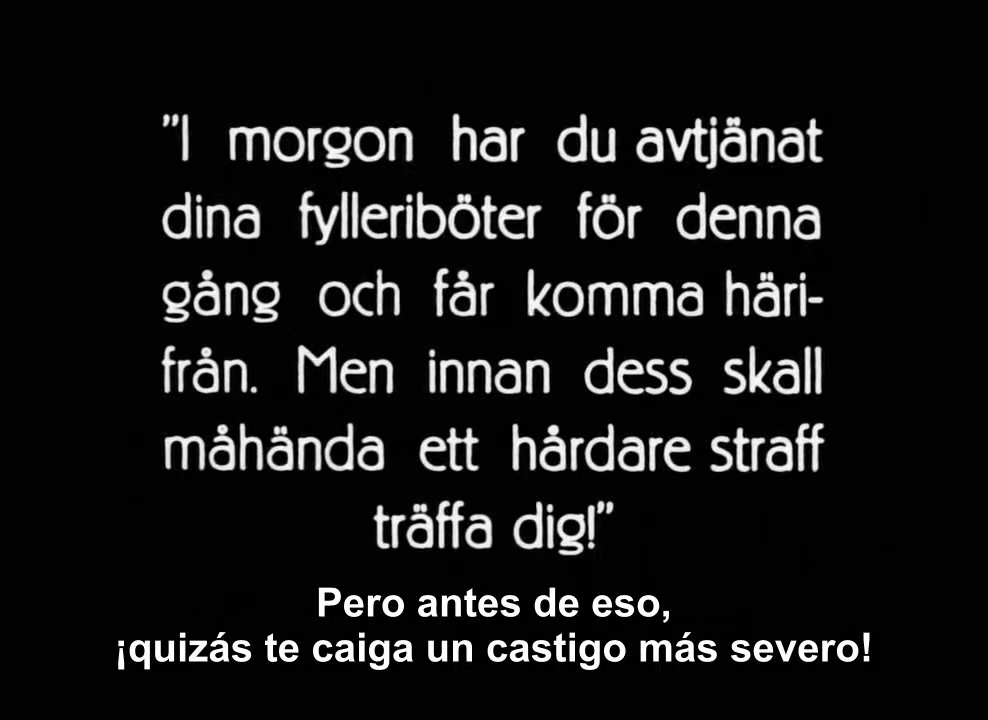 "I morgon har du avtjänat
dina fylleriböter för denna
gång och får komma häri-
från. Men innan dess skall
måhända ett hårdare straff
träffa dig!"
Pero antes de eso,
¡quizás te caiga un castigo más severo!